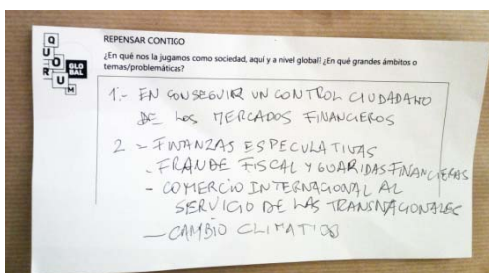 QUORUM
GLOBAL
REPENSAR CONTIGO
¿En qué nos la jugamos como sociedad, aquí y a nivel global? ¿En qué grandes ámbitos o
temas/problemáticas?
1.- EN CONSEGUIR UN CONTROL CIUDADANO
DE LOS MERCADOS FINANCIEROS
2 - FINANZAS ESPECULATIVAS
- FRAUDE FISCAL Y GUARIDAS FINANCIERAS
- COMERCIO INTERNACIONAL AL
SERVICIO DE LAS TRANSNACIONALES
- CAMBIO CLIMATICO